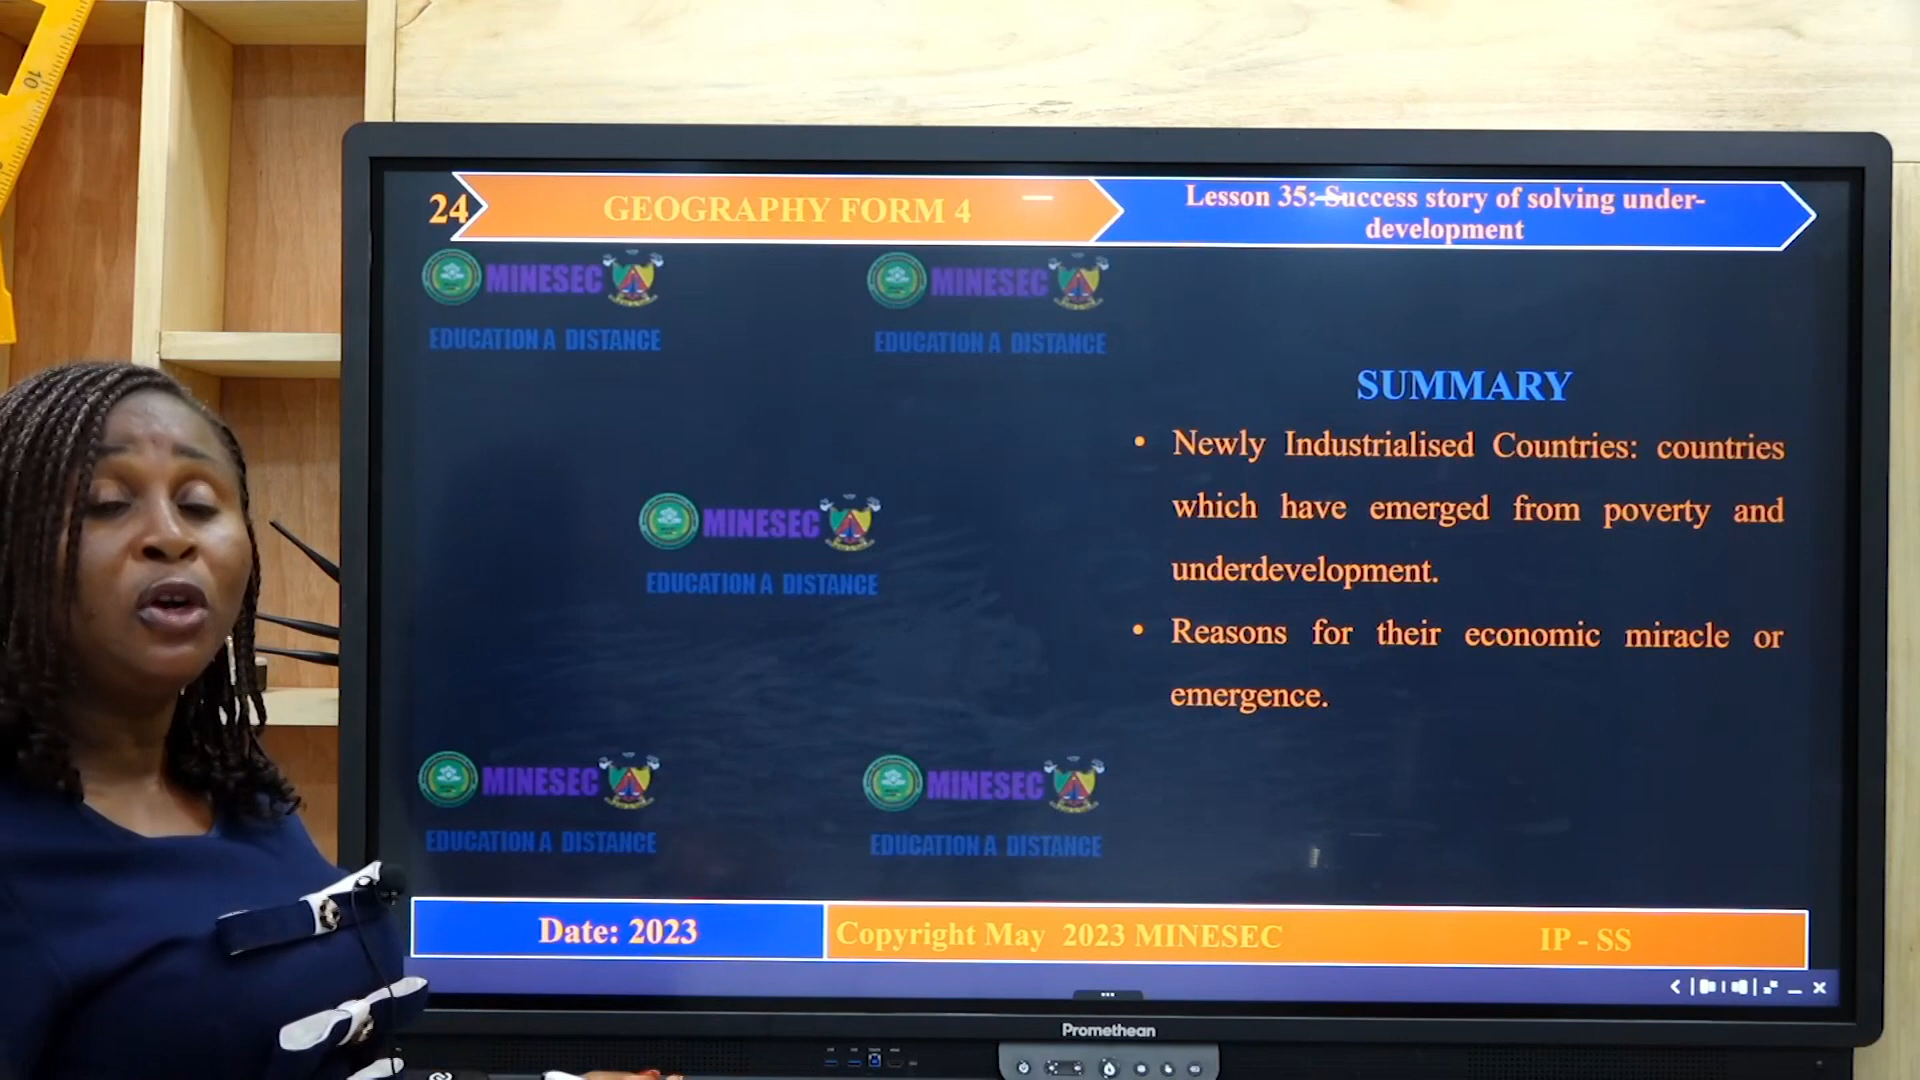 10
24
GEOGRAPHY FORM 4
Lesson 35: Success story of solving under-
development
MINESEC
EDUCATION A DISTANCE
MINESEC
EDUCATION A DISTANCE
SUMMARY
• Newly Industrialised Countries: countries
which have emerged from poverty and
underdevelopment.
• Reasons for their economic miracle or
emergence.
MINESEC
EDUCATION A DISTANCE
MINESEC
EDUCATION A DISTANCE
MINESEC
EDUCATION A DISTANCE
Date: 2023
Copyright May 2023 MINESEC
IP - SS
Promethean